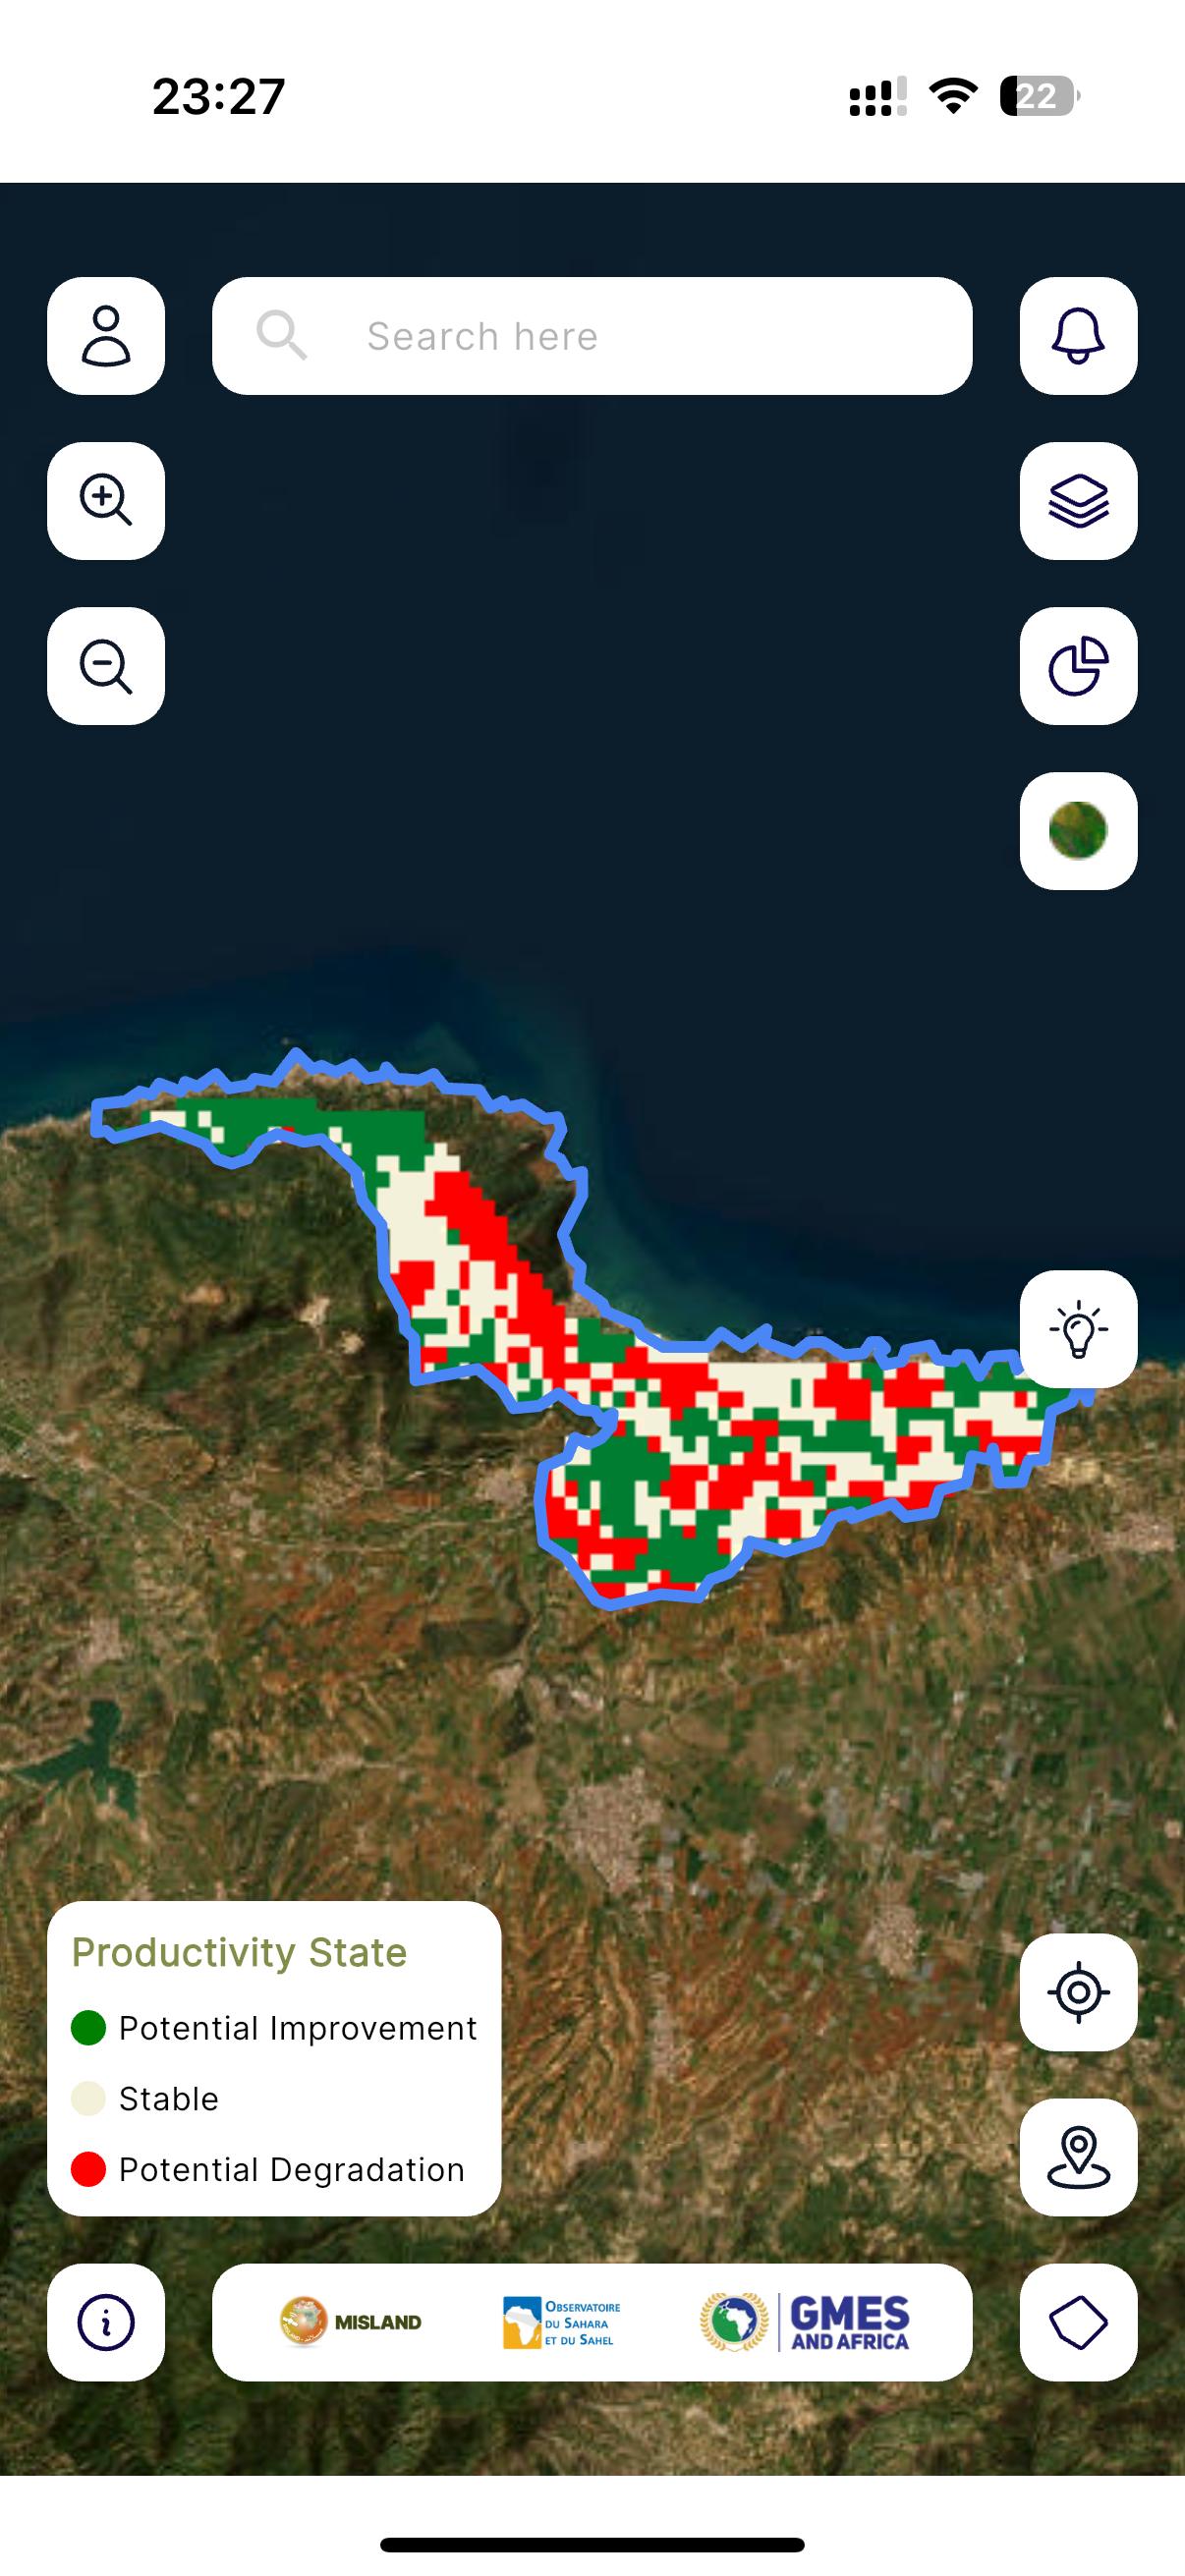 23:27
22
Search here
Productivity State
Potential Improvement
Stable
Potential Degradation
MISLAND
OBSERVATOIRE
DU SAHARA
ET DU SAHEL
GMES
AND AFRICA